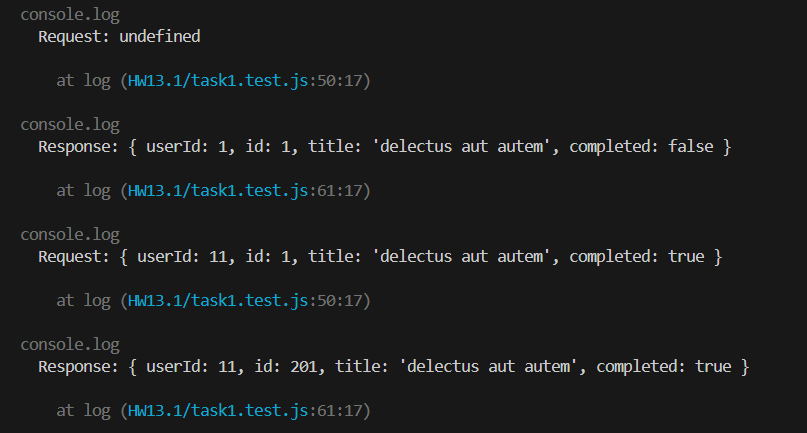 console.log
Request: undefined
at log (HW13.1/task1.test.js:50:17)
console.log
Response: { userId: 1, id: 1, title: 'delectus aut autem', completed: false }
at log (HW13.1/task1.test.js:61:17)
console.log
Request: { userId: 11, id: 1, title: 'delectus aut autem', completed: true }
at log (HW13.1/task1.test.js:50:17)
console.log
Response: { userId: 11, id: 201, title: 'delectus aut autem', completed: true }
at log (HW13.1/task1.test.js:61:17)